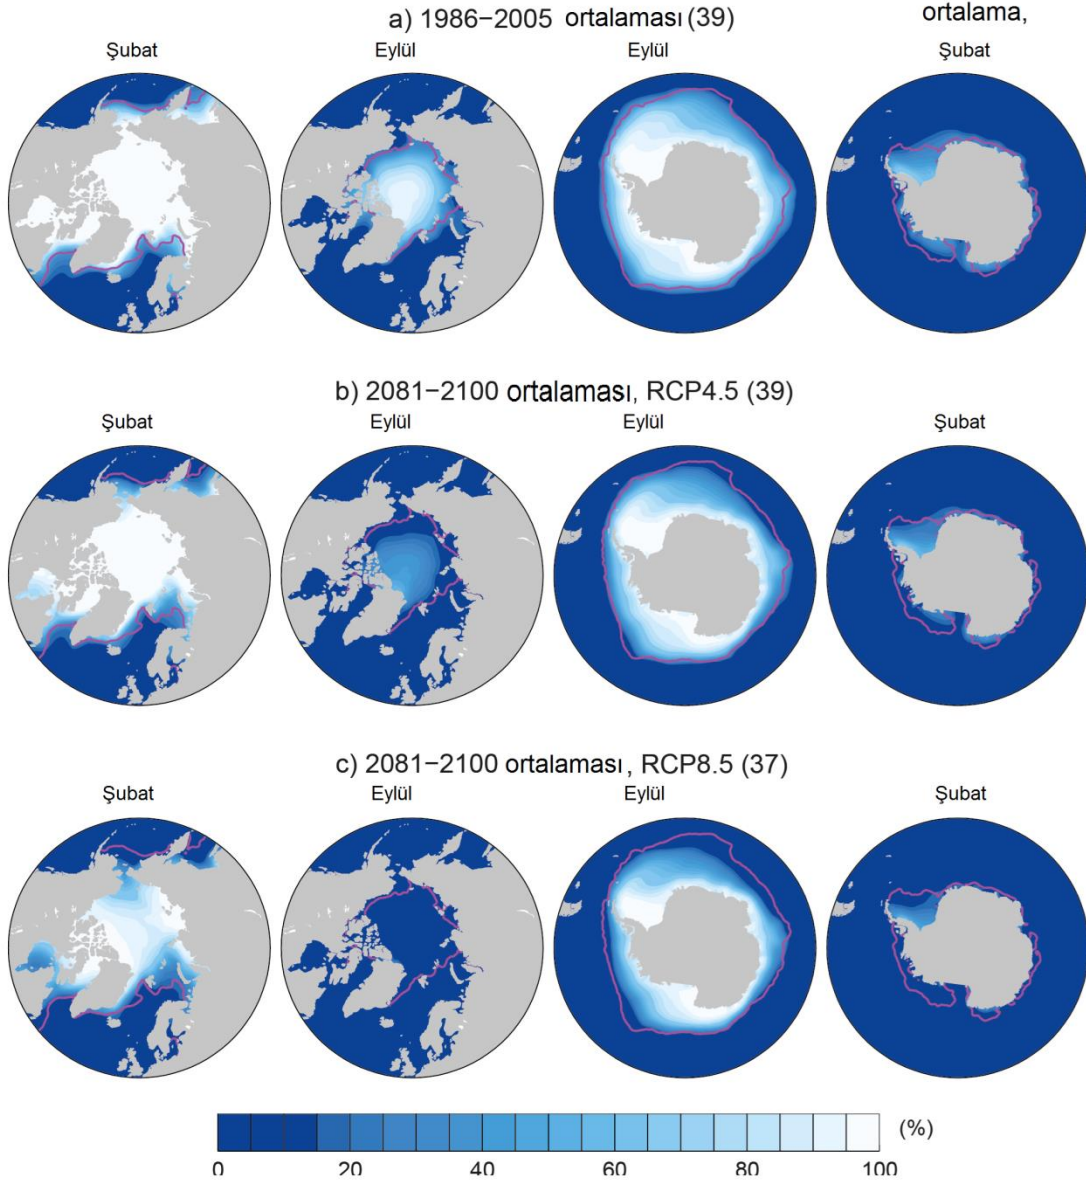 a) 1986−2005 ortalaması (39)
ortalama,
Şubat
Eylül
Eylül
Şubat
b) 2081−2100 ortalaması, RCP4.5 (39)
Şubat
Eylül
Eylül
Şubat
c) 2081−2100 ortalaması, RCP8.5 (37)
Şubat
Eylül
Eylül
Şubat
(%)
0 20 40 60 80 100